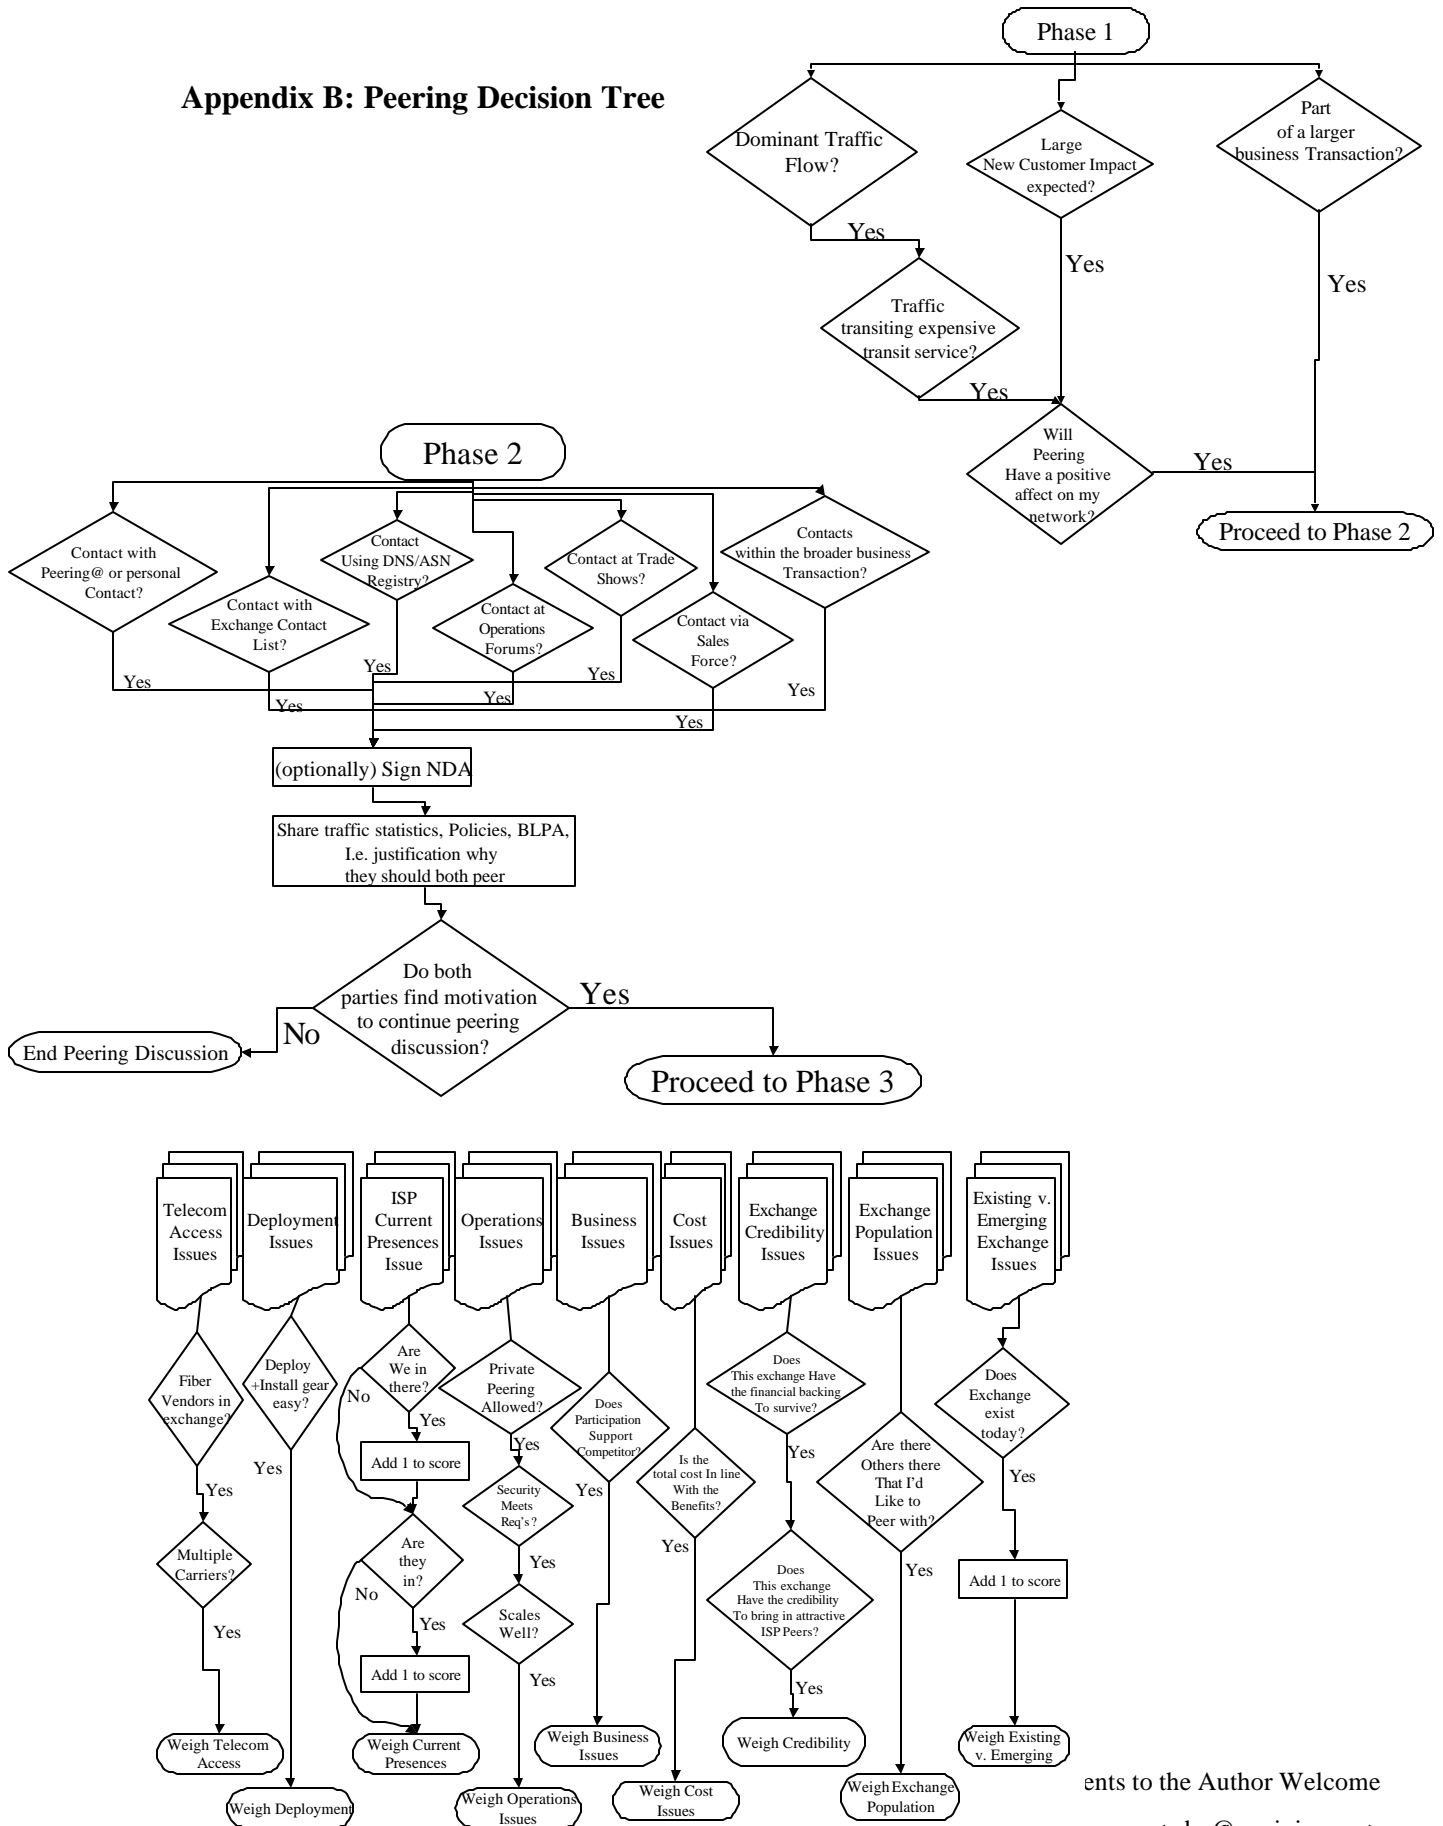 Phase 1
Appendix B: Peering Decision Tree
Dominant Traffic
Flow?
Large
New Customer Impact
expected?
Part
of a larger
business Transaction?
Yes
Yes
Yes
Traffic
transiting expensive
transit service?
Yes
Will
Peering
Have a positive
affect on my
network?
Yes
Proceed to Phase 2
Phase 2
Contact with
Peering@ or personal
Contact?
Contact with
Exchange Contact
List?
Contact
Using DNS/ASN
Registry?
Contact at
Operations
Forums?
Contact at Trade
Shows?
Contact via
Sales
Force?
Contacts
within the broader business
Transaction?
Yes
Yes
Yes
Yes
Yes
Yes
Yes
(optionally) Sign NDA
Share traffic statistics, Policies, BLPA,
I.e. justification why
they should both peer
Do both
parties find motivation
to continue peering
discussion?
Yes
No
End Peering Discussion
Proceed to Phase 3
Telecom
Access
Issues
Fiber
Vendors in
exchange?
Yes
Multiple
Carriers?
Yes
Weigh Telecom
Access
Deployment
Issues
Deploy
+Install gear
easy?
Yes
Weigh Deployment
ISP
Current
Presences
Issue
Are
We in
there?
No
Yes
Add 1 to score
Are
they
in?
No
Yes
Add 1 to score
Weigh Current
Presences
Operations
Issues
Private
Peering
Allowed?
Yes
Security
Meets
Req's?
Yes
Scales
Well?
Yes
Weigh Operations
Issues
Business
Issues
Does
Participation
Support
Competitor?
Yes
Weigh Business
Issues
Cost
Issues
Is the
total cost In line
With the
Benefits?
Yes
Weigh Cost
Issues
Exchange
Credibility
Issues
Does
This exchange Have
the financial backing
To survive?
Yes
Does
This exchange
Have the credibility
To bring in attractive
ISP Peers?
Yes
Weigh Credibility
Exchange
Population
Issues
Are there
Others there
That I'd
Like to
Peer with?
Yes
Weigh Exchange
Population
Existing v.
Emerging
Exchange
Issues
Does
Exchange
exist
today?
Yes
Add 1 to score
Weigh Existing
v. Emerging
ents to the Author Welcome